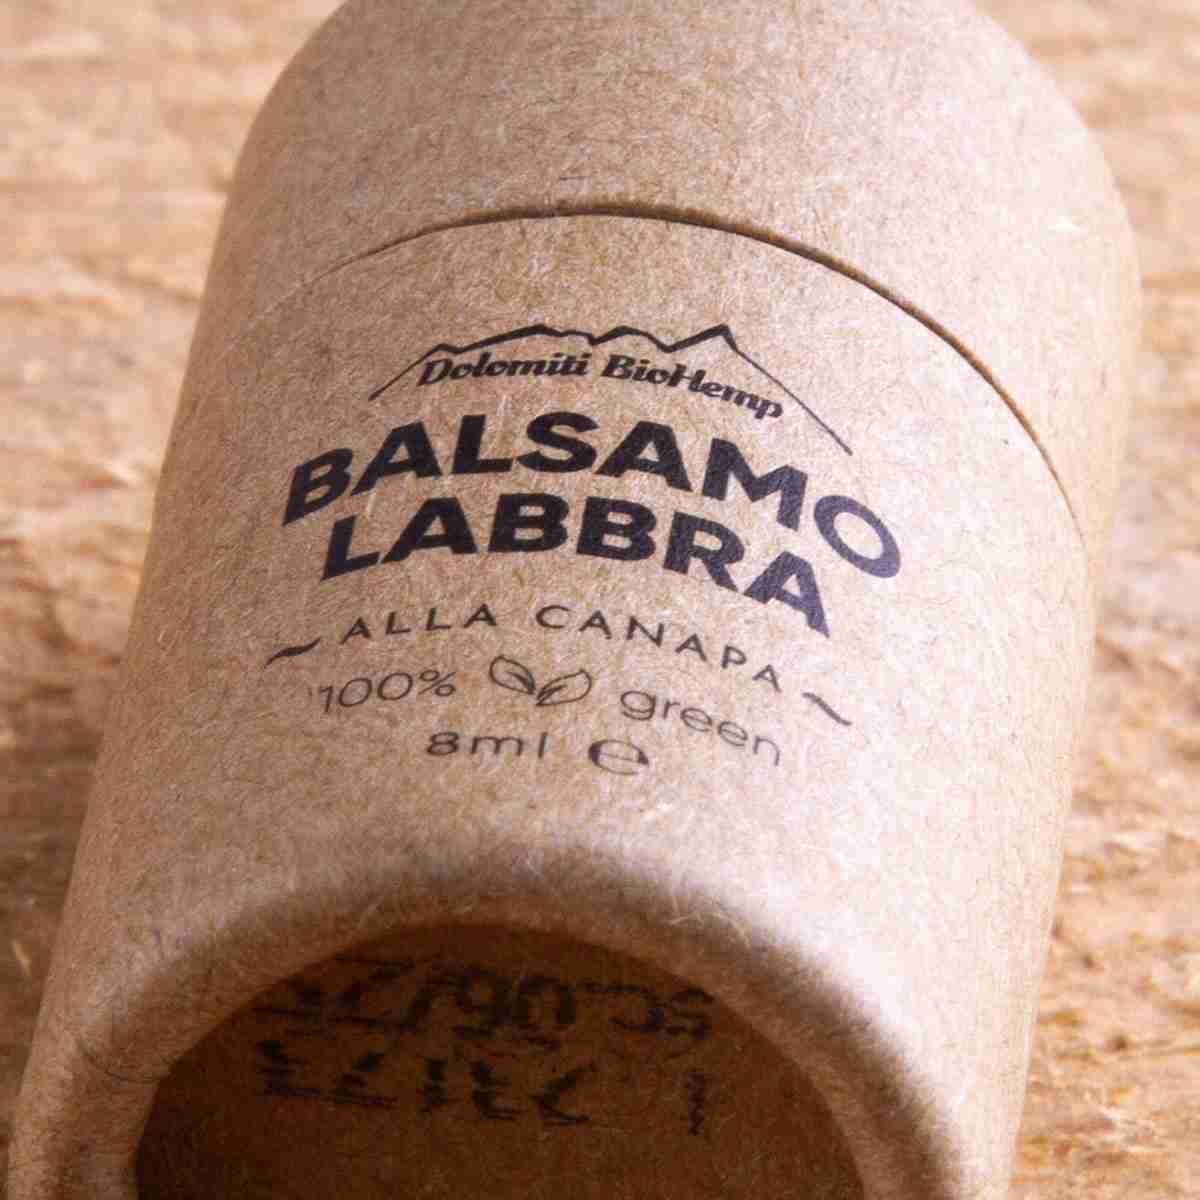 Dolomiti BioHemp
BALSAMO
LABBRA
~ ALLA CANAPA ~
100% green
8ml ℮